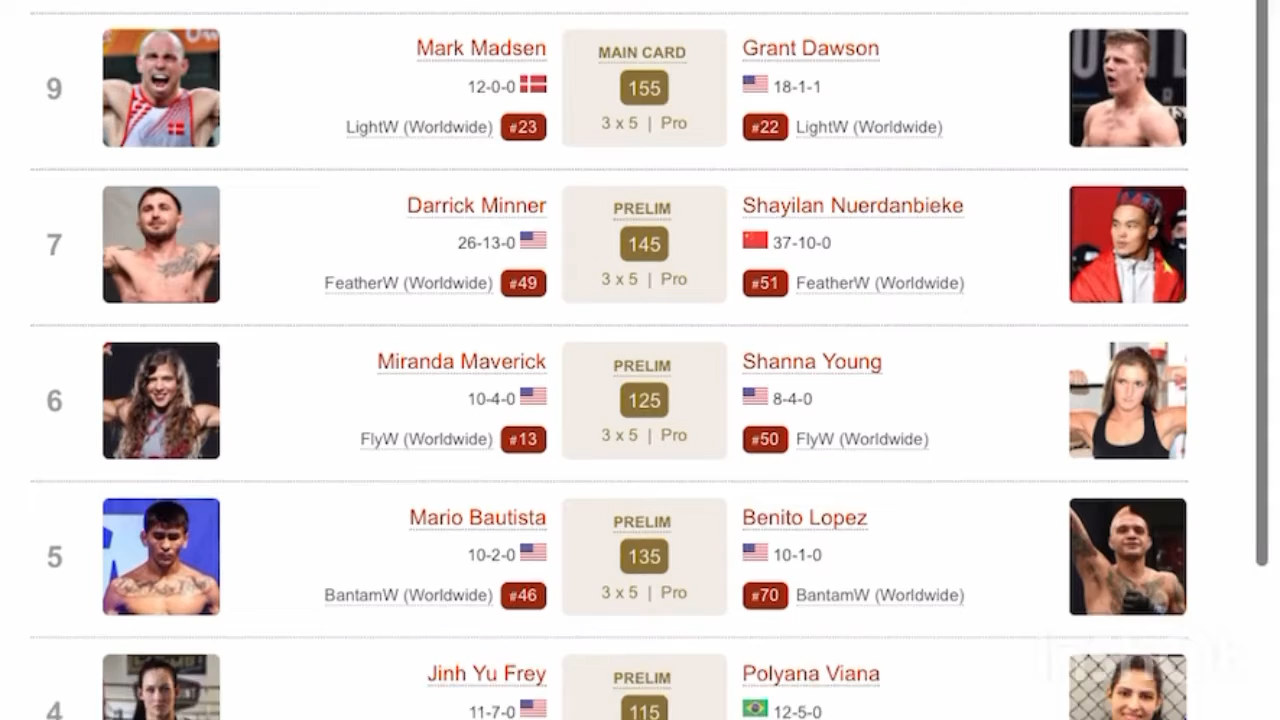 9
Mark Madsen
12-0-0
LightW (Worldwide) #23
MAIN CARD
155
3 x 5 | Pro
Grant Dawson
18-1-1
#22 LightW (Worldwide)
7
Darrick Minner
26-13-0
FeatherW (Worldwide) #49
PRELIM
145
3 x 5 | Pro
Shayilan Nuerdanbieke
37-10-0
#51 FeatherW (Worldwide)
6
Miranda Maverick
10-4-0
FlyW (Worldwide) #13
PRELIM
125
3 x 5 | Pro
Shanna Young
8-4-0
#50 FlyW (Worldwide)
5
Mario Bautista
10-2-0
BantamW (Worldwide) #46
PRELIM
135
3 x 5 | Pro
Benito Lopez
10-1-0
#70 BantamW (Worldwide)
4
Jinh Yu Frey
11-7-0
PRELIM
115
Polyana Viana
12-5-0